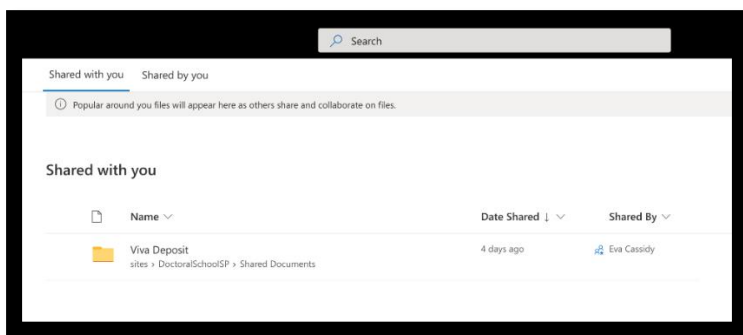 Search
Shared with you Shared by you
Popular around you files will appear here as others share and collaborate on files.
Shared with you
Name Date Shared ↓ Shared By
Viva Deposit 4 days ago Eva Cassidy
sites › DoctoralSchoolSP › Shared Documents